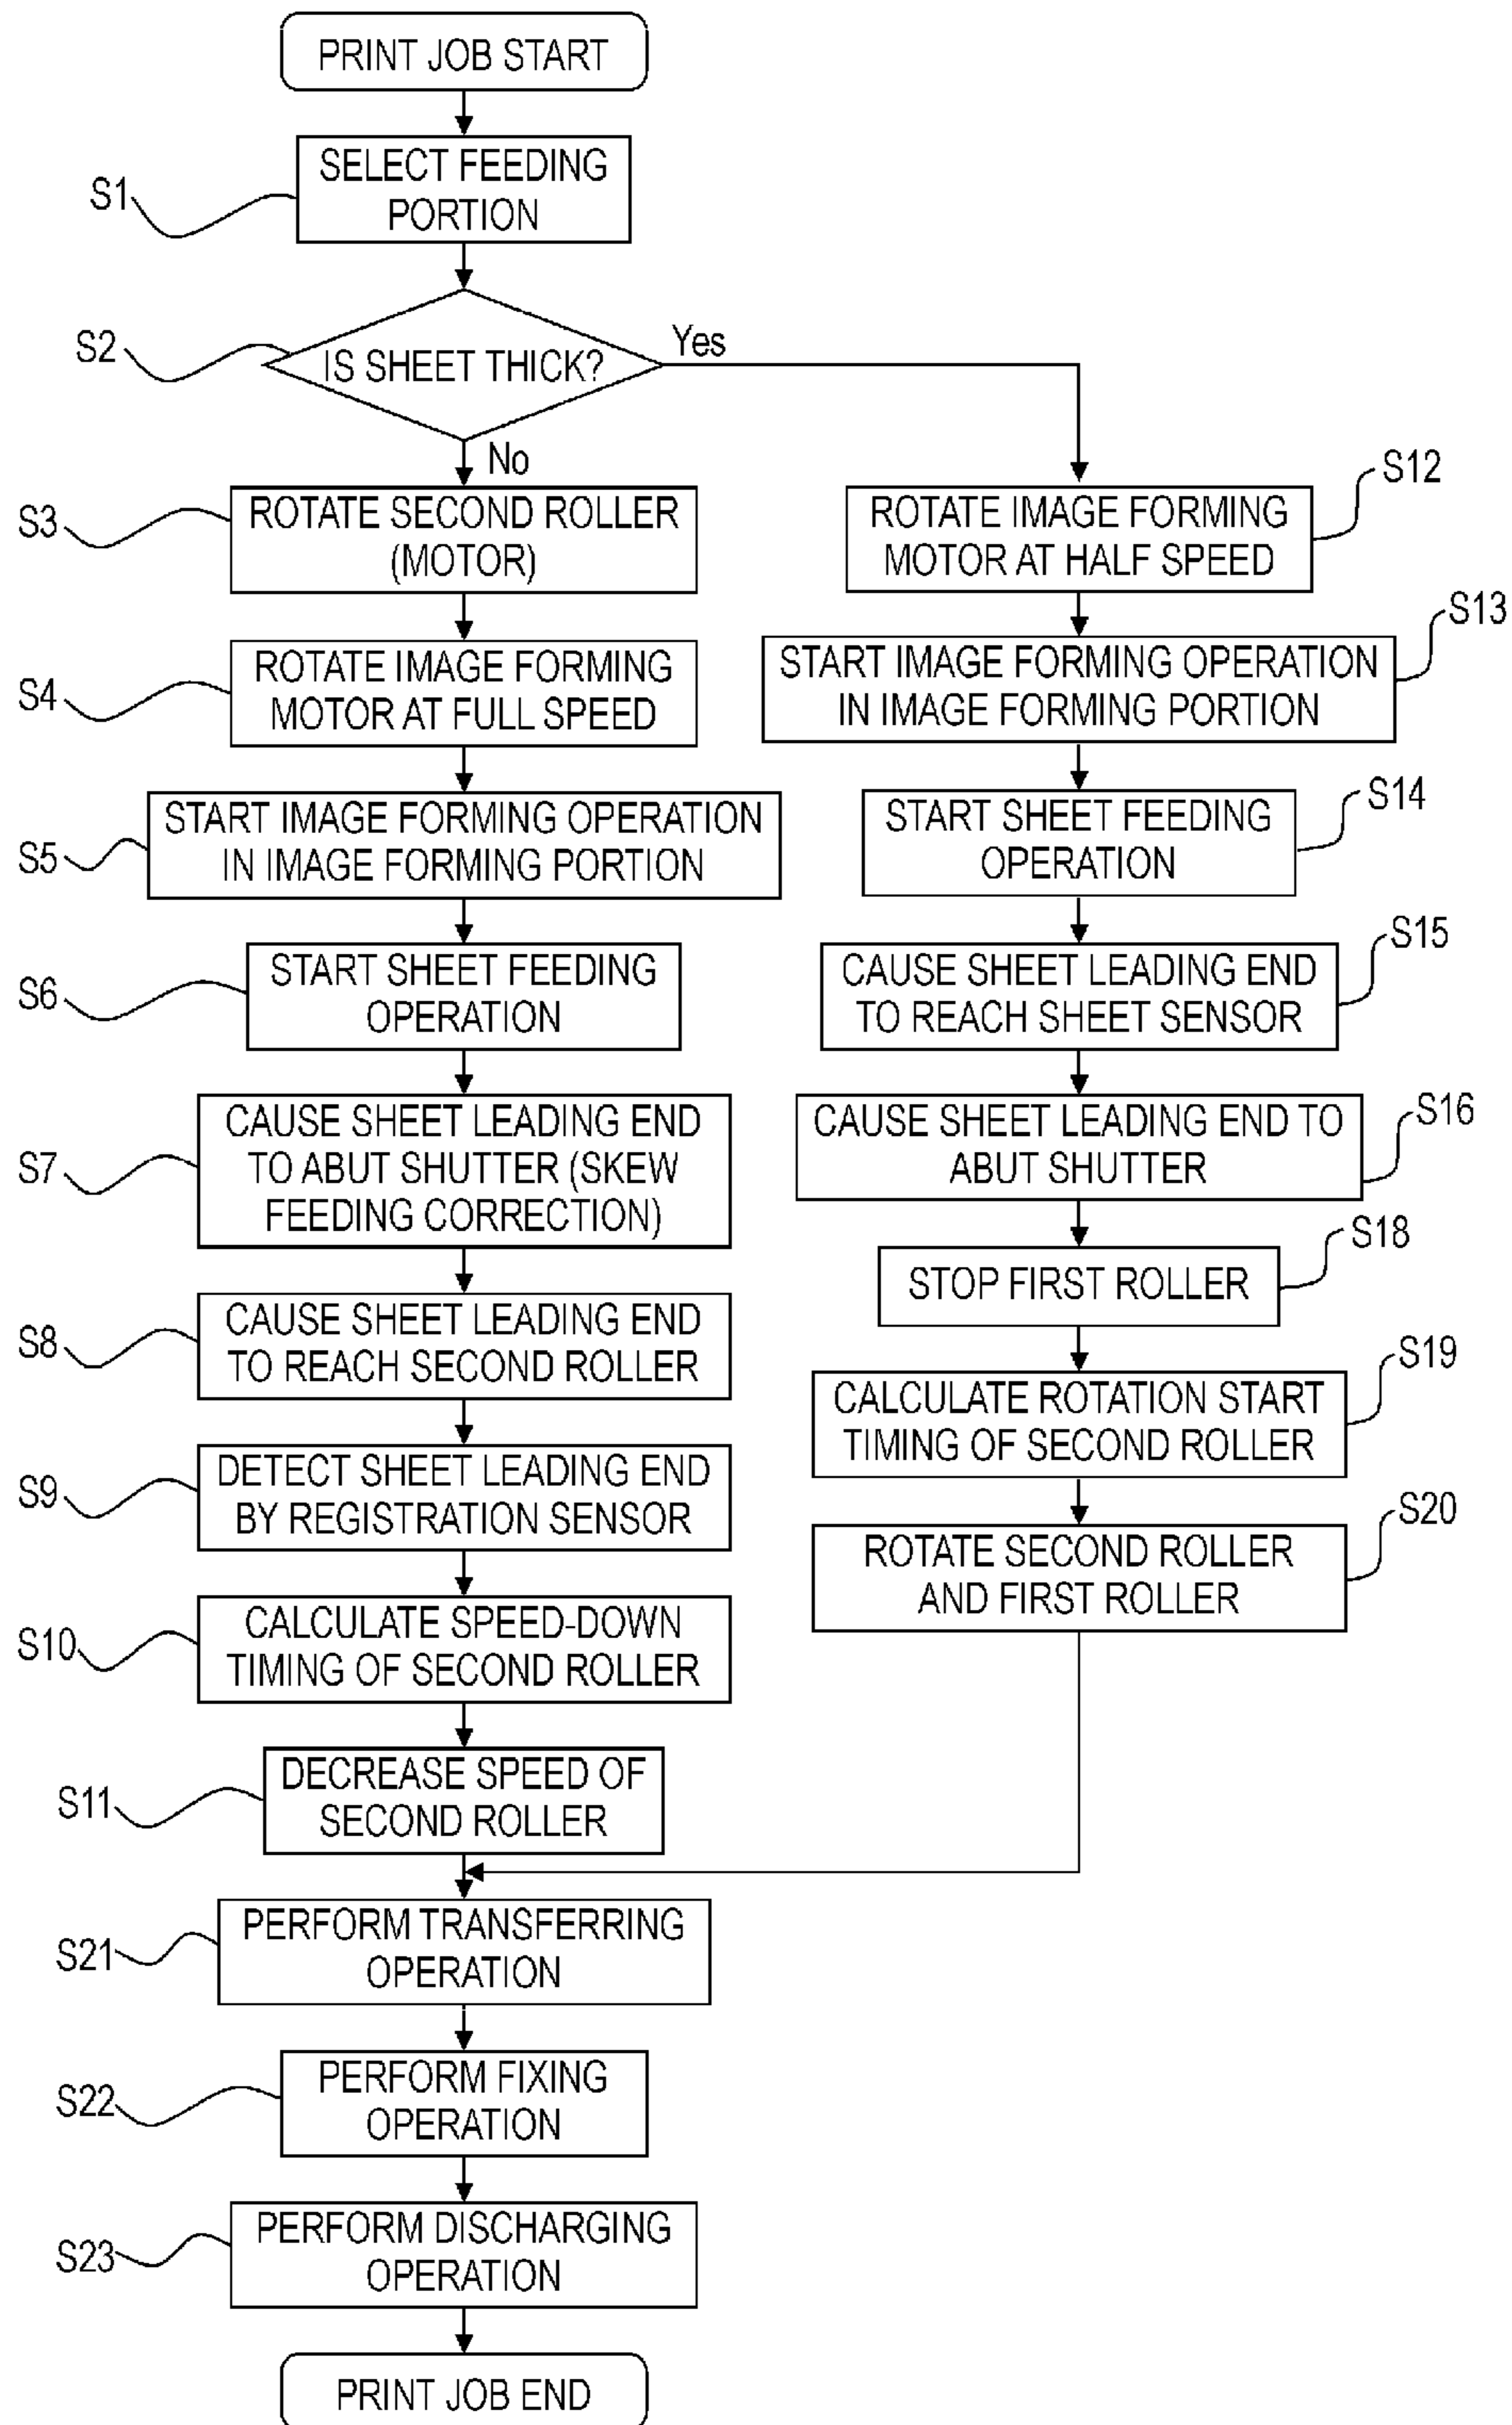 PRINT JOB START
S1
SELECT FEEDING
PORTION
S2
IS SHEET THICK?
Yes
No
S3
ROTATE SECOND ROLLER
(MOTOR)
S4
ROTATE IMAGE FORMING
MOTOR AT FULL SPEED
S5
START IMAGE FORMING OPERATION
IN IMAGE FORMING PORTION
S6
START SHEET FEEDING
OPERATION
S7
CAUSE SHEET LEADING END
TO ABUT SHUTTER (SKEW
FEEDING CORRECTION)
S8
CAUSE SHEET LEADING END
TO REACH SECOND ROLLER
S9
DETECT SHEET LEADING END
BY REGISTRATION SENSOR
S10
CALCULATE SPEED-DOWN
TIMING OF SECOND ROLLER
S11
DECREASE SPEED OF
SECOND ROLLER
S12
ROTATE IMAGE FORMING
MOTOR AT HALF SPEED
S13
START IMAGE FORMING OPERATION
IN IMAGE FORMING PORTION
S14
START SHEET FEEDING
OPERATION
S15
CAUSE SHEET LEADING END
TO REACH SHEET SENSOR
S16
CAUSE SHEET LEADING END TO
ABUT SHUTTER
S18
STOP FIRST ROLLER
S19
CALCULATE ROTATION START
TIMING OF SECOND ROLLER
S20
ROTATE SECOND ROLLER
AND FIRST ROLLER
S21
PERFORM TRANSFERRING
OPERATION
S22
PERFORM FIXING
OPERATION
S23
PERFORM DISCHARGING
OPERATION
PRINT JOB END